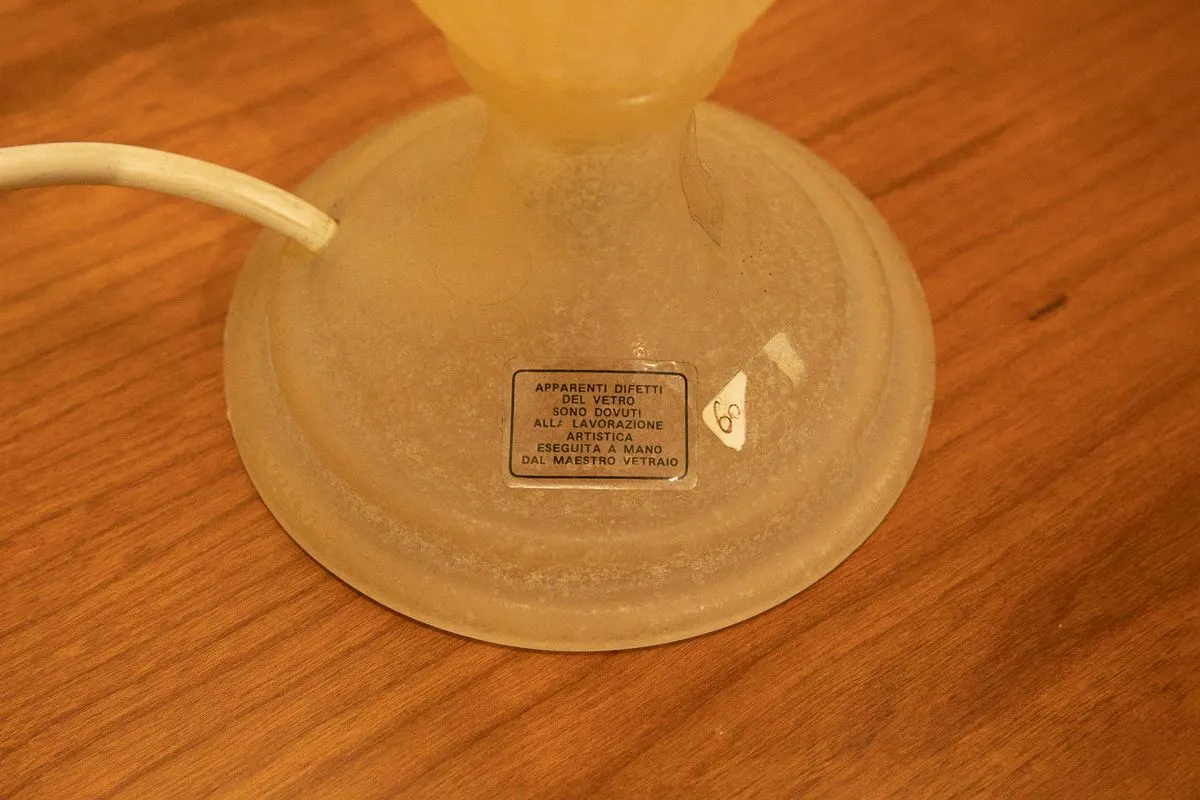 APPARENTI DIFETTI
DEL VETRO
SONO DOVUTI
ALLA LAVORAZIONE
ARTISTICA
ESEGUITA A MANO
DAL MAESTRO VETRAIO